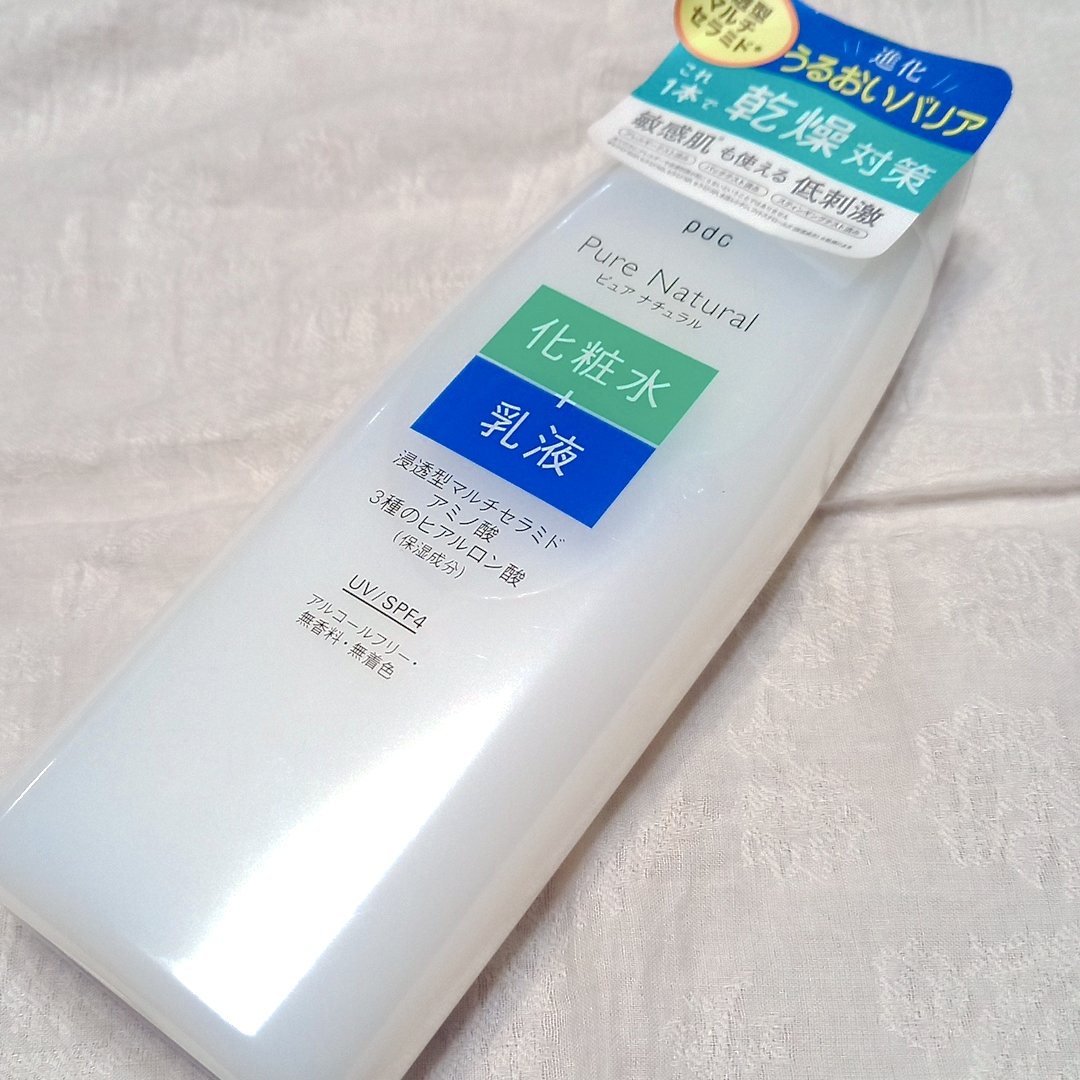 マルチ
セラミド*
進化
うるおいバリア
これ
1本で 乾燥 対策
敏感肌* も使える 低刺激
pdc
Pure Natural
ピュア ナチュラル
化粧水
+
乳液
浸透型マルチセラミド
アミノ酸
3種のヒアルロン酸
(保湿成分)
UV/SPF4
アルコールフリー・
無香料・無着色